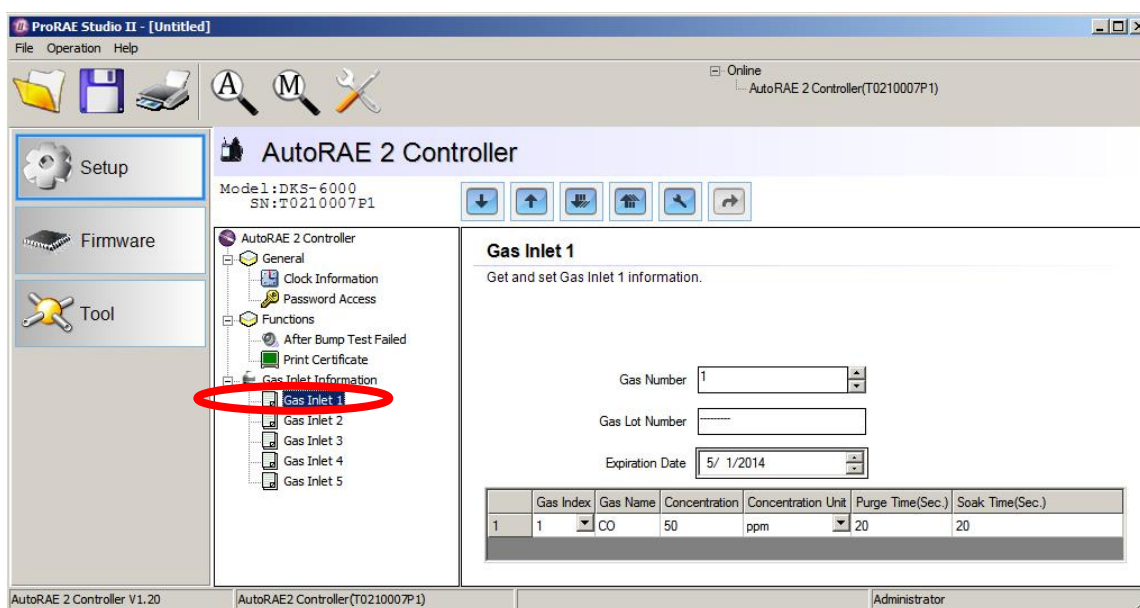 ProRAE Studio II - [Untitled]
File Operation Help
A M
Online
AutoRAE 2 Controller(T0210007P1)
Setup
Firmware
Tool
AutoRAE 2 Controller
Model:DKS-6000
SN:T0210007P1
AutoRAE 2 Controller
General
Clock Information
Password Access
Functions
After Bump Test Failed
Print Certificate
Gas Inlet Information
Gas Inlet 1
Gas Inlet 2
Gas Inlet 3
Gas Inlet 4
Gas Inlet 5
Gas Inlet 1
Get and set Gas Inlet 1 information.
Gas Number 1
Gas Lot Number ---------
Expiration Date 5/ 1/2014
Gas Index Gas Name Concentration Concentration Unit Purge Time(Sec.) Soak Time(Sec.)
1 1 CO 50 ppm 20 20
AutoRAE 2 Controller V1.20 AutoRAE2 Controller(T0210007P1) Administrator